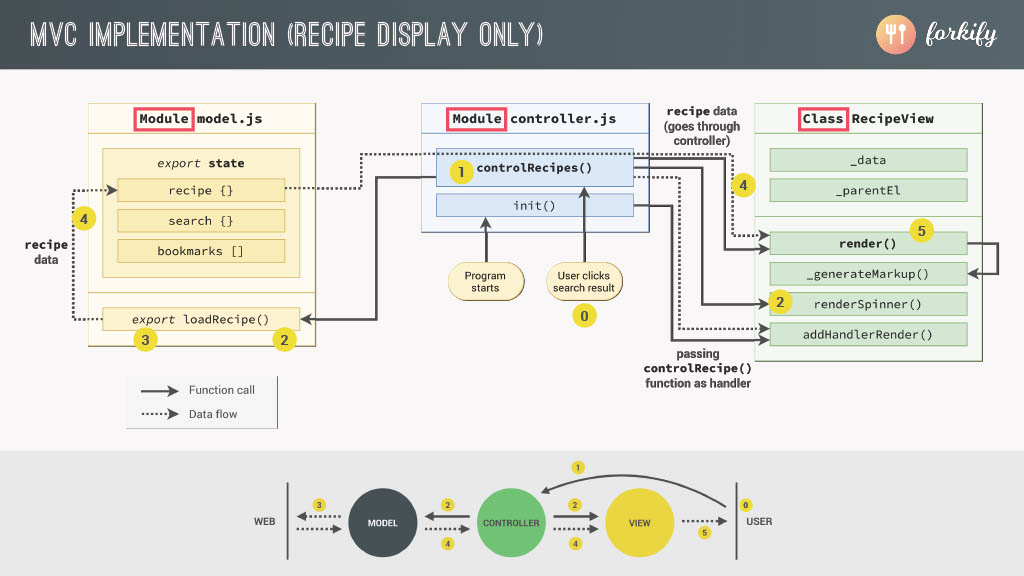 MVC IMPLEMENTATION (RECIPE DISPLAY ONLY)
forkify
Module model.js
export state
recipe {}
search {}
bookmarks []
export loadRecipe()
4
recipe
data
3
2
Module controller.js
1
controlRecipes()
init()
Program
starts
User clicks
search result
0
recipe data
(goes through
controller)
4
passing
controlRecipe()
function as handler
Class RecipeView
_data
_parentEl
5
render()
_generateMarkup()
2
renderSpinner()
addHandlerRender()
Function call
Data flow
WEB
3
MODEL
2
4
CONTROLLER
1
2
4
VIEW
5
0
USER